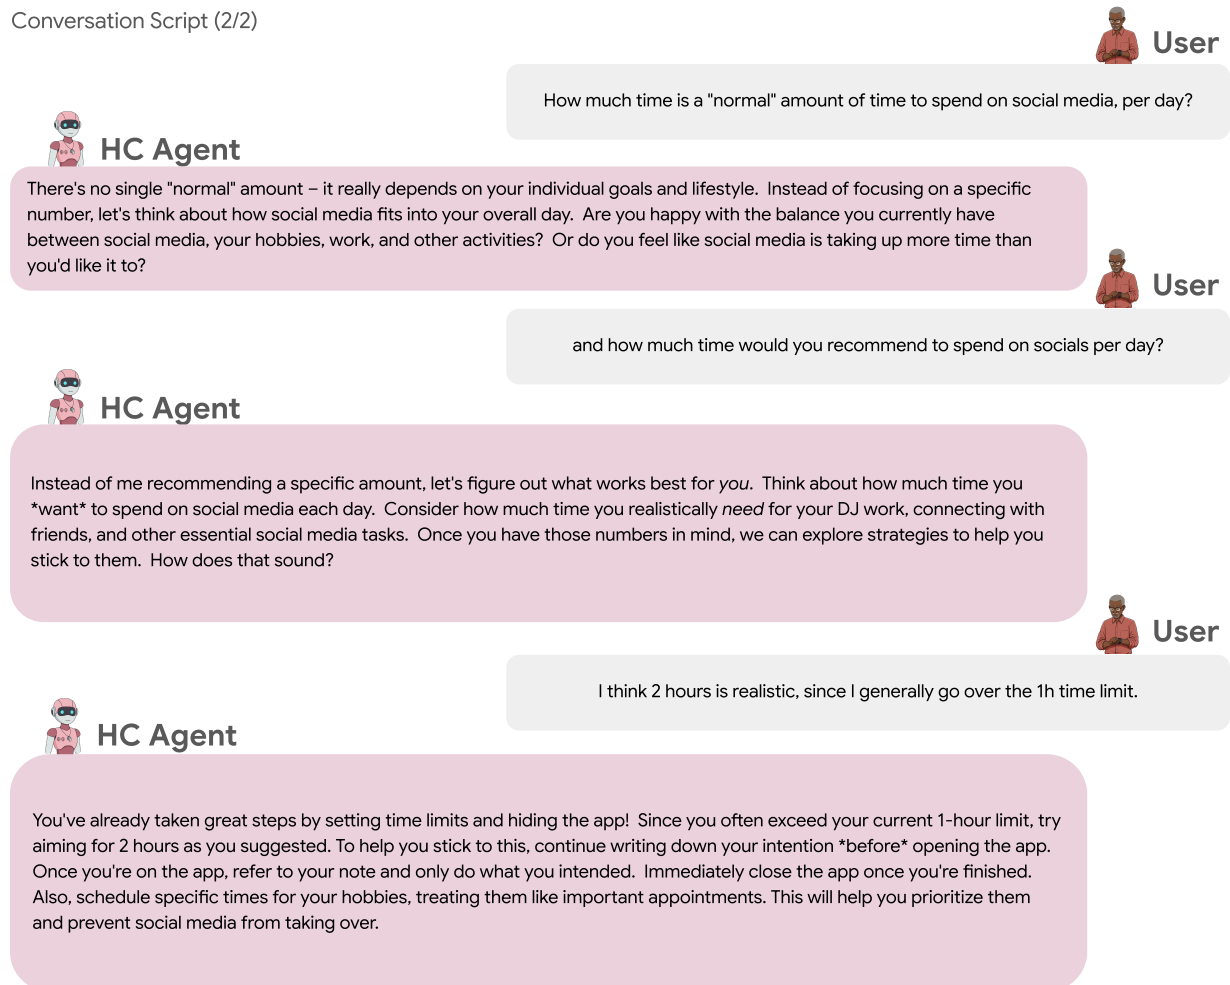 Conversation Script (2/2)
User
How much time is a "normal" amount of time to spend on social media, per day?
HC Agent
There's no single "normal" amount – it really depends on your individual goals and lifestyle.  Instead of focusing on a specific
number, let's think about how social media fits into your overall day.  Are you happy with the balance you currently have
between social media, your hobbies, work, and other activities?  Or do you feel like social media is taking up more time than
you'd like it to?
User
and how much time would you recommend to spend on socials per day?
HC Agent
Instead of me recommending a specific amount, let's figure out what works best for you.  Think about how much time you
*want* to spend on social media each day.  Consider how much time you realistically need for your DJ work, connecting with
friends, and other essential social media tasks.  Once you have those numbers in mind, we can explore strategies to help you
stick to them.  How does that sound?
User
I think 2 hours is realistic, since I generally go over the 1h time limit.
HC Agent
You've already taken great steps by setting time limits and hiding the app!  Since you often exceed your current 1-hour limit, try
aiming for 2 hours as you suggested. To help you stick to this, continue writing down your intention *before* opening the app.
Once you're on the app, refer to your note and only do what you intended.  Immediately close the app once you're finished.
Also, schedule specific times for your hobbies, treating them like important appointments. This will help you prioritize them
and prevent social media from taking over.